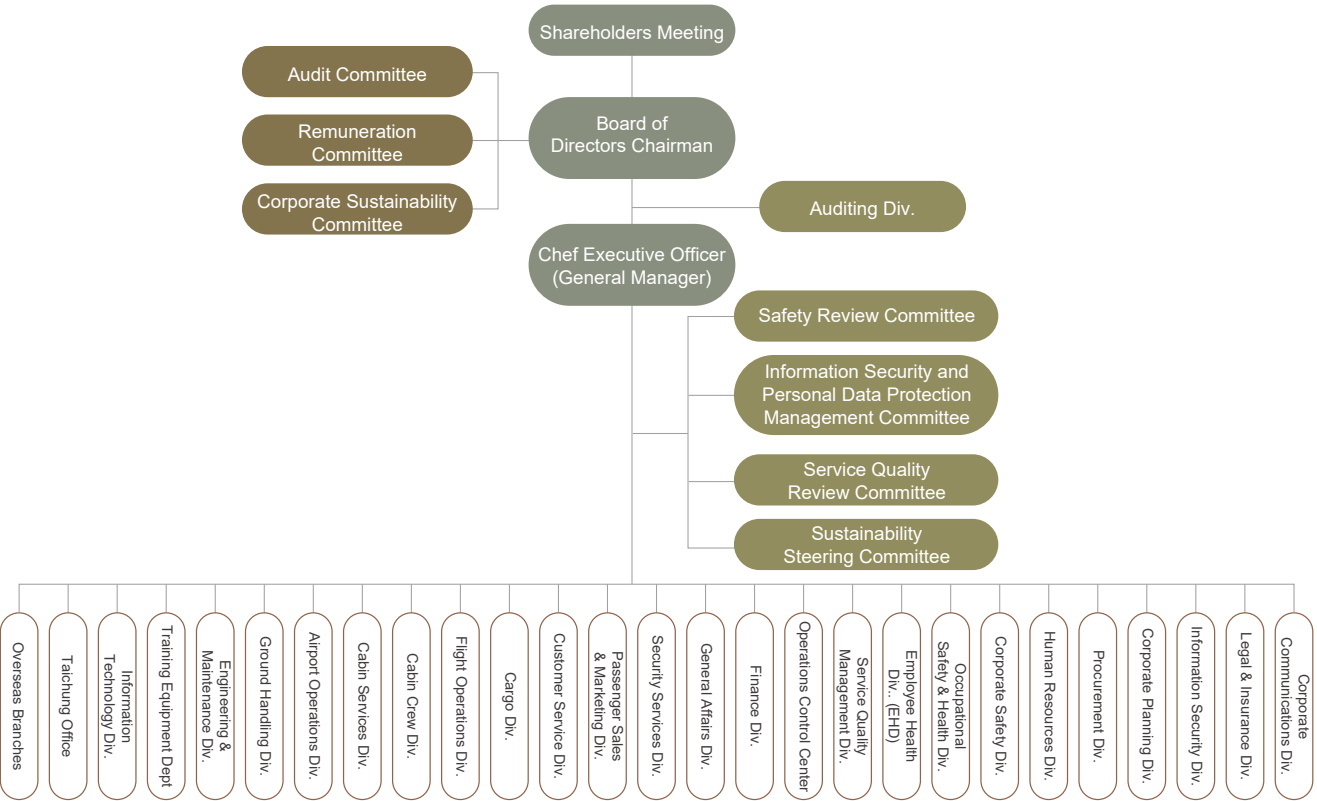 Shareholders Meeting
Audit Committee
Remuneration
Committee
Corporate Sustainability
Committee
Board of
Directors Chairman
Auditing Div.
Chef Executive Officer
(General Manager)
Safety Review Committee
Information Security and
Personal Data Protection
Management Committee
Service Quality
Review Committee
Sustainability
Steering Committee
Overseas Branches
Taichung Office
Information
Technology Div.
Training Equipment Dept
Engineering &
Maintenance Div.
Ground Handling Div.
Airport Operations Div.
Cabin Services Div.
Cabin Crew Div.
Flight Operations Div.
Cargo Div.
Customer Service Div.
Passenger Sales
& Marketing Div.
Security Services Div.
General Affairs Div.
Finance Div.
Operations Control Center
Service Quality
Management Div.
Employee Health
Div.. (EHD)
Occupational
Safety & Health Div.
Corporate Safety Div.
Human Resources Div.
Procurement Div.
Corporate Planning Div.
Information Security Div.
Legal & Insurance Div.
Corporate
Communications Div.